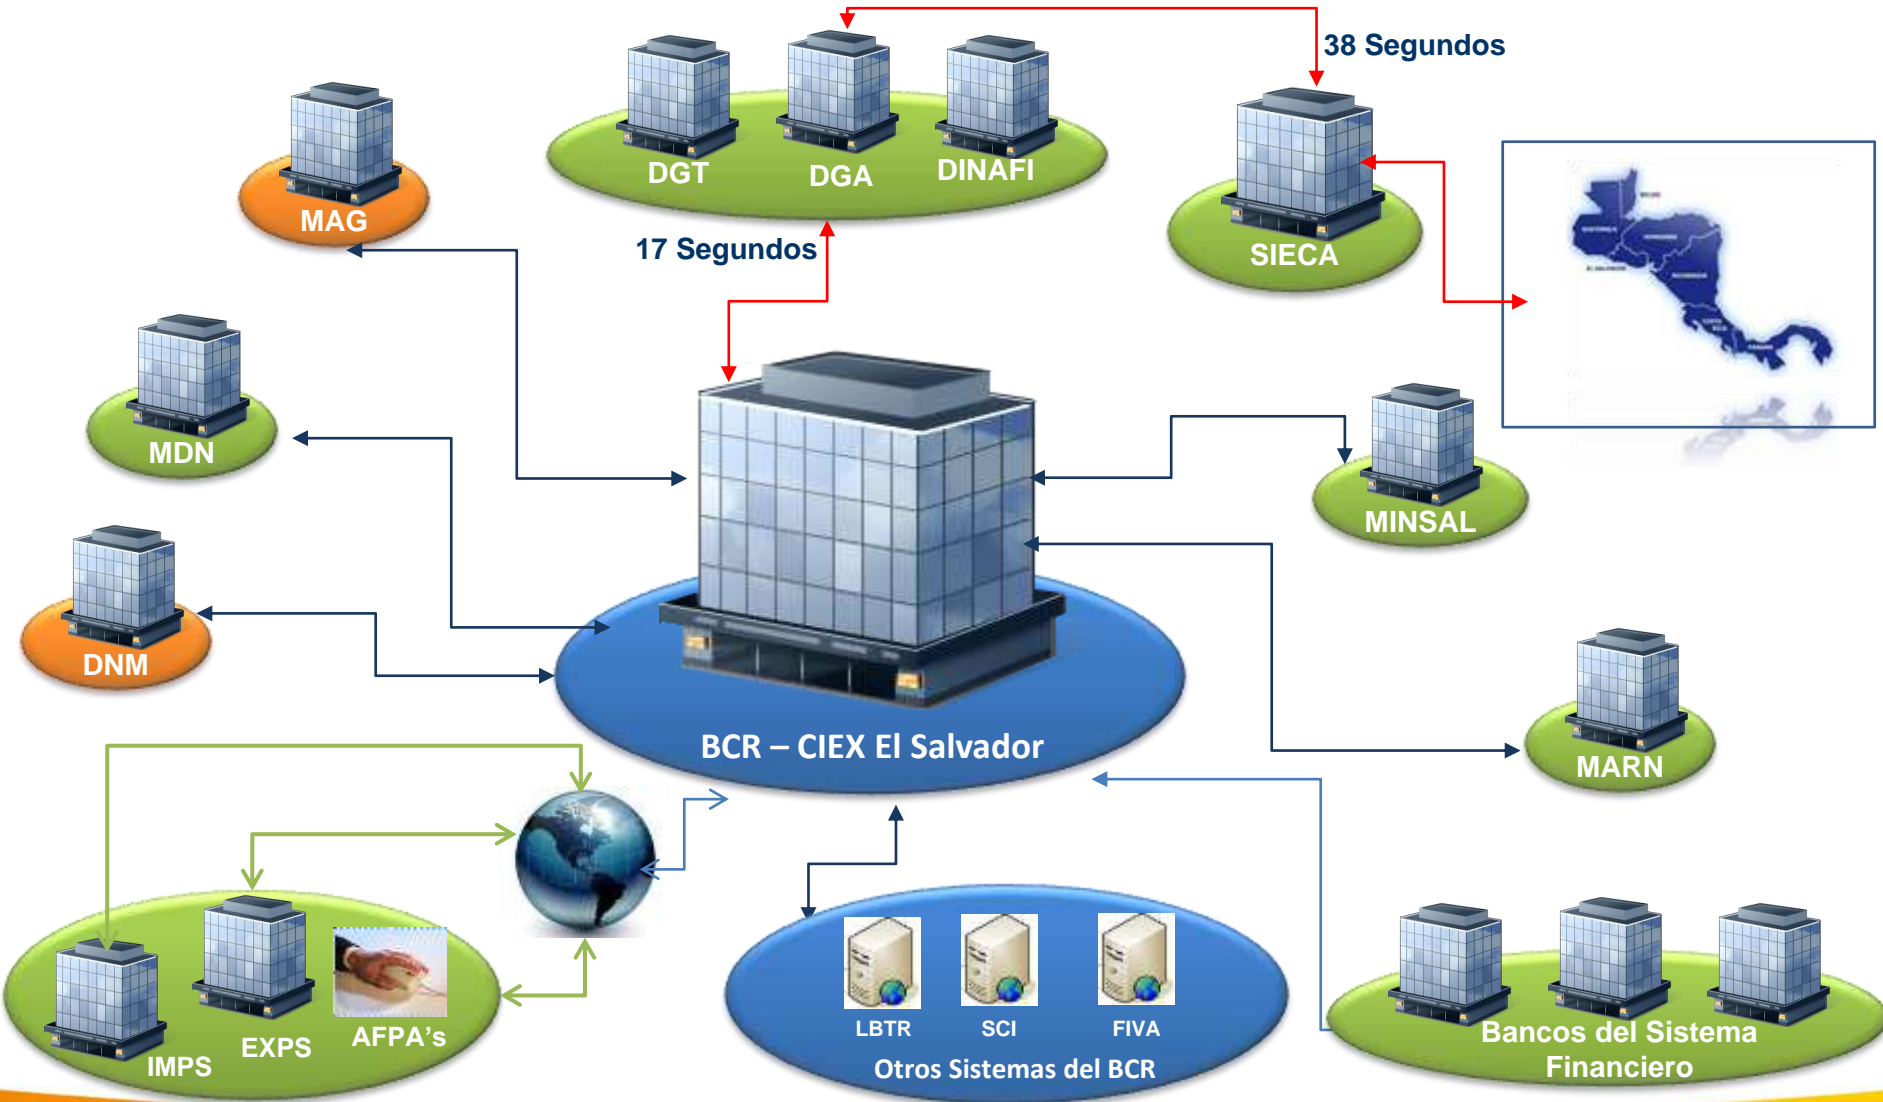 38 Segundos
DGT
DGA
DINAFI
MAG
17 Segundos
SIECA
MDN
MINSAL
DNM
BCR – CIEX El Salvador
MARN
IMPS
EXPS
AFPA’s
LBTR
SCI
FIVA
Otros Sistemas del BCR
Bancos del Sistema
Financiero